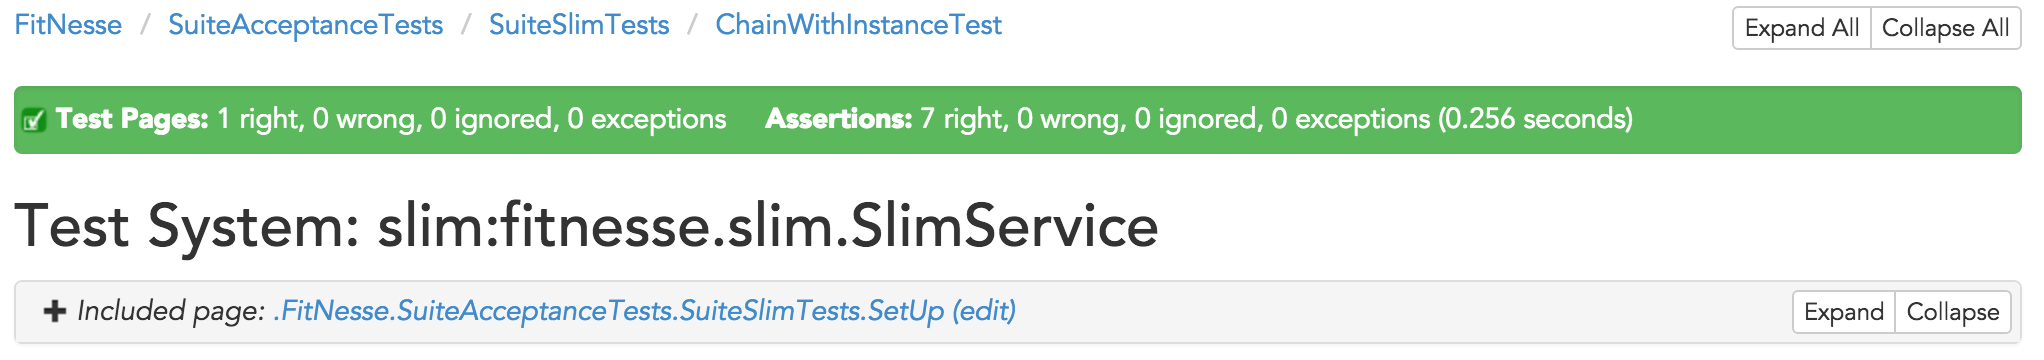 FitNesse / SuiteAcceptanceTests / SuiteSlimTests / ChainWithInstanceTest Expand All Collapse All
Test Pages: 1 right, 0 wrong, 0 ignored, 0 exceptions Assertions: 7 right, 0 wrong, 0 ignored, 0 exceptions (0.256 seconds)
Test System: slim:fitnesse.slim.SlimService
Included page: .FitNesse.SuiteAcceptanceTests.SuiteSlimTests.SetUp (edit) Expand Collapse